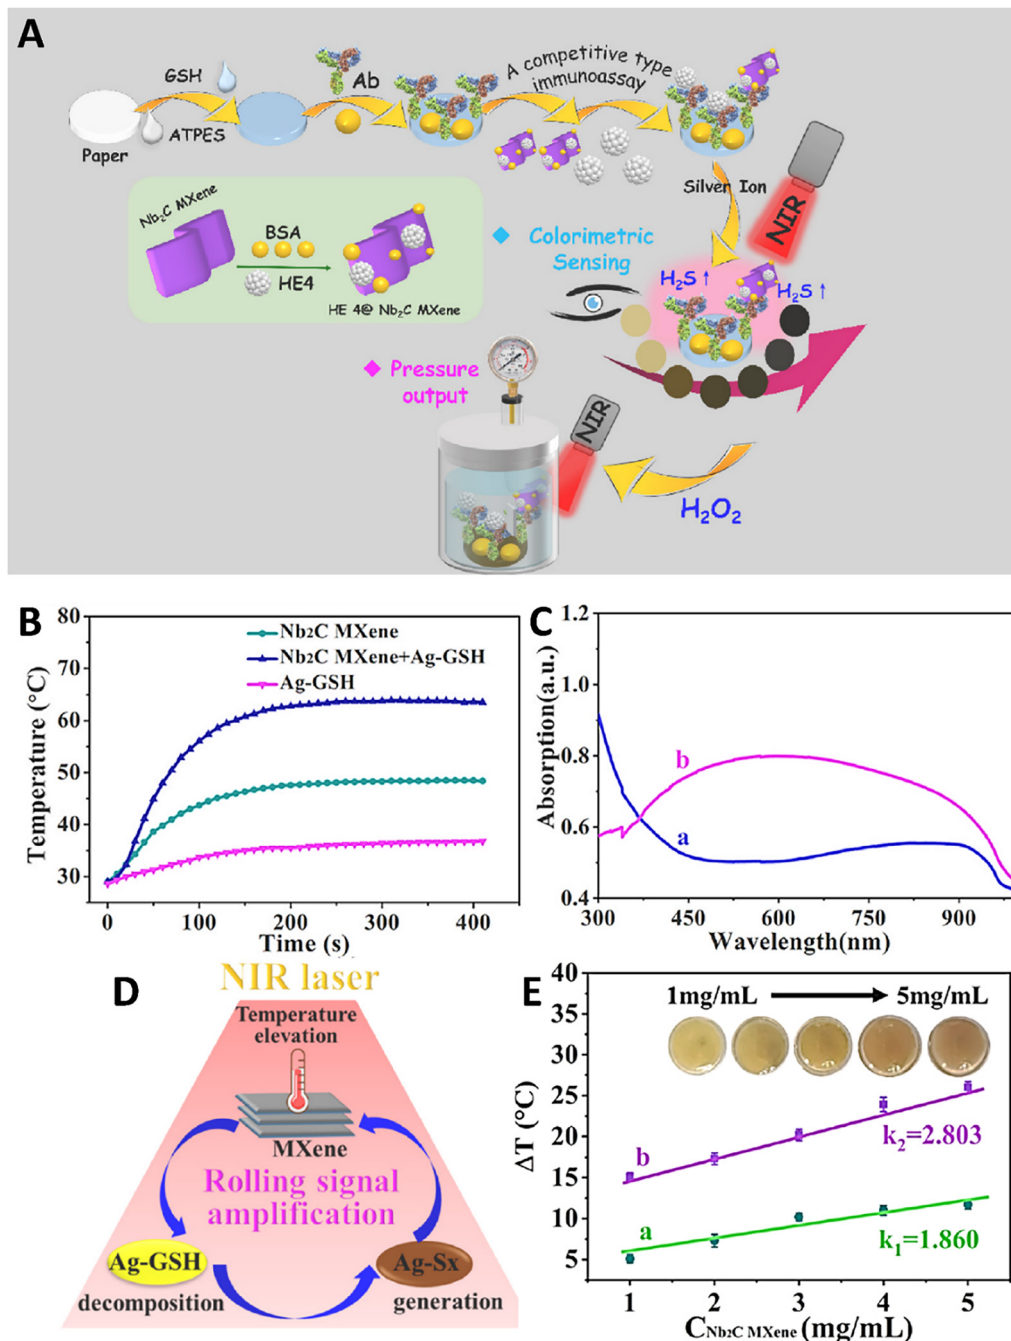 A
GSH
ATPES
Paper
Ab
A competitive type
immunoassay
Silver Ion
NIR
Nb₂C MXene
BSA
HE4
HE 4@ Nb₂C MXene
Colorimetric
Sensing
H₂S ↑
H₂S ↑
Pressure
output
NIR
H₂O₂
B
Temperature (°C)
80
70
60
50
40
30
Nb₂C MXene
Nb₂C MXene+Ag-GSH
Ag-GSH
0 100 200 300 400
Time (s)
C
Absorption(a.u.)
1.2
1.0
0.8
0.6
0.4
b
a
300 450 600 750 900
Wavelength(nm)
D
NIR laser
Temperature
elevation
MXene
Rolling signal
amplification
Ag-GSH
decomposition
Ag-Sx
generation
E
ΔT (°C)
40
35
30
25
20
15
10
5
1mg/mL
5mg/mL
b
k₂=2.803
a
k₁=1.860
1 2 3 4 5
C Nb₂C MXene (mg/mL)